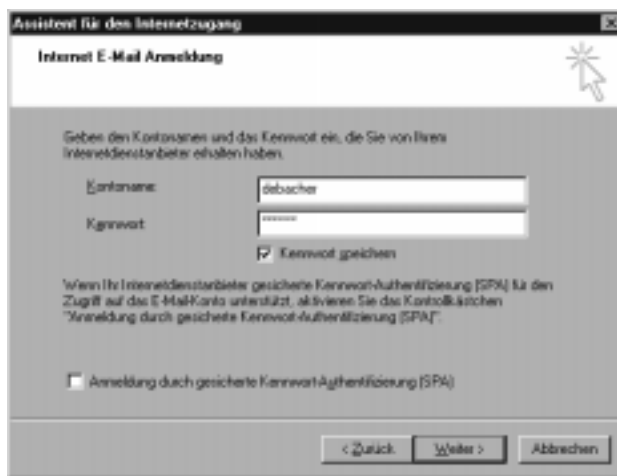 Assistent für den Internetzugang
Internet E-Mail Anmeldung
Geben den Kontonamen und das Kennwort ein, die Sie von Ihrem
Internetdienstanbieter erhalten haben.
Kontoname: debacher
Kennwort: *******
Kennwort speichern
Wenn Ihr Internetdienstanbieter gesicherte Kennwort-Authentifizierung (SPA) für den
Zugriff auf das E-Mail-Konto unterstützt, aktivieren Sie das Kontrollkästchen
"Anmeldung durch gesicherte Kennwort-Authentifizierung (SPA)".
Anmeldung durch gesicherte Kennwort-Authentifizierung (SPA)
< Zurück Weiter > Abbrechen